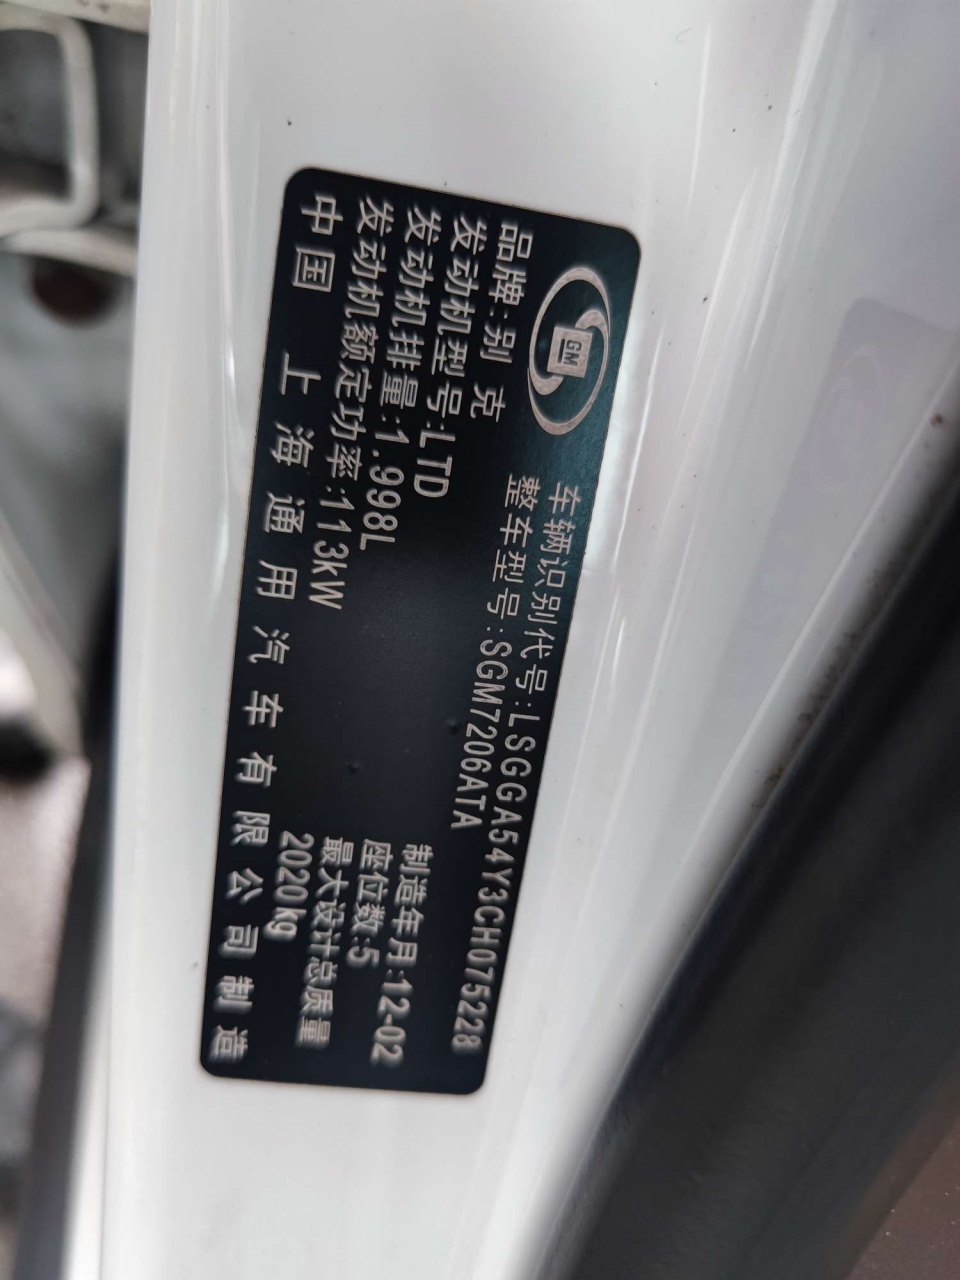 GM
车辆识别代号:LSGGA54Y3CH075228
品牌:别 克
整车型号:SGM7206ATA
发动机型号:LTD
制造年月:12-02
发动机排量:1.998L
座位数:5
发动机额定功率:113kW
最大设计总质量
2020kg
中国 上海通用汽车有限公司制造